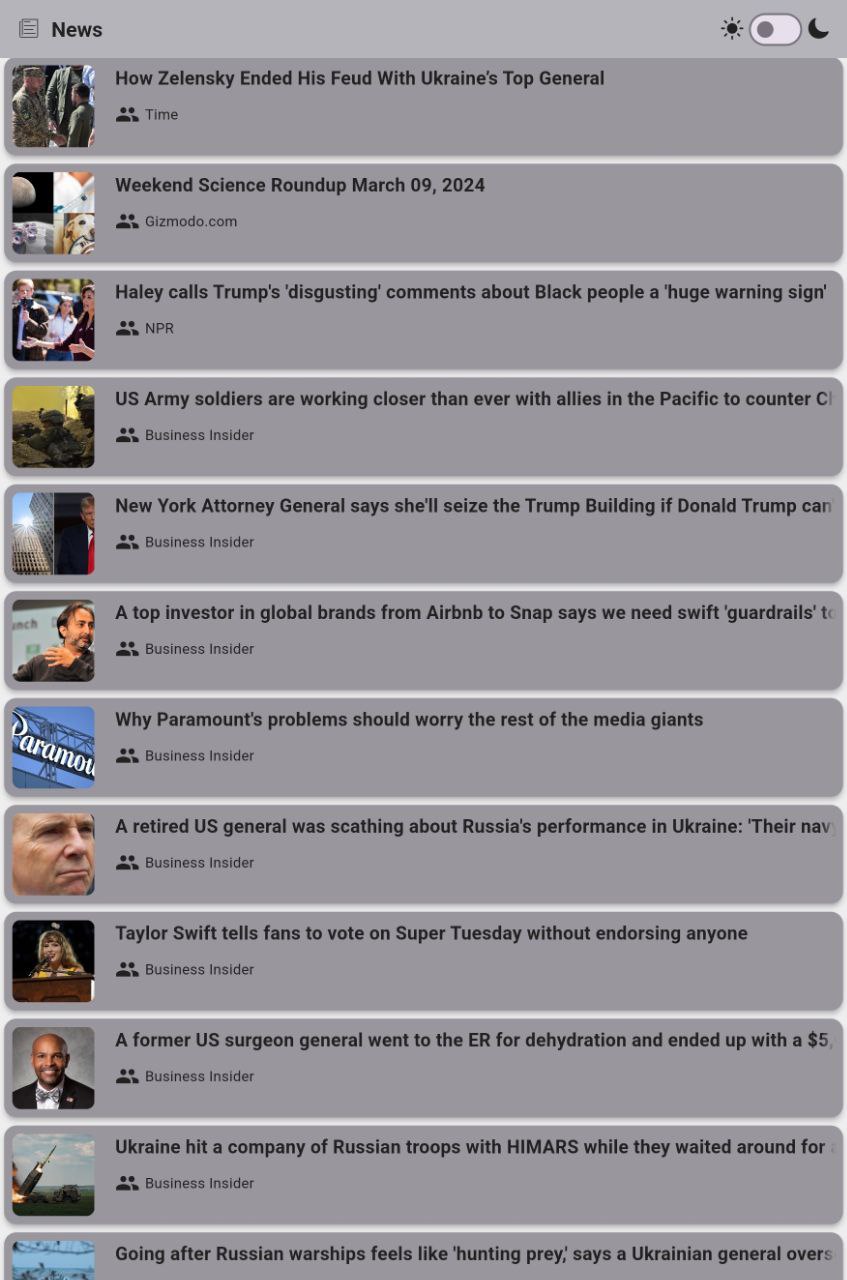 News
How Zelensky Ended His Feud With Ukraine’s Top General
Time
Weekend Science Roundup March 09, 2024
Gizmodo.com
Haley calls Trump's 'disgusting' comments about Black people a 'huge warning sign'
NPR
US Army soldiers are working closer than ever with allies in the Pacific to counter
Business Insider
New York Attorney General says she'll seize the Trump Building if Donald Trump can'
Business Insider
A top investor in global brands from Airbnb to Snap says we need swift 'guardrails' to
Business Insider
Why Paramount's problems should worry the rest of the media giants
Business Insider
A retired US general was scathing about Russia's performance in Ukraine: 'Their navy
Business Insider
Taylor Swift tells fans to vote on Super Tuesday without endorsing anyone
Business Insider
A former US surgeon general went to the ER for dehydration and ended up with a $5,
Business Insider
Ukraine hit a company of Russian troops with HIMARS while they waited around for a
Business Insider
Going after Russian warships feels like 'hunting prey,' says a Ukrainian general